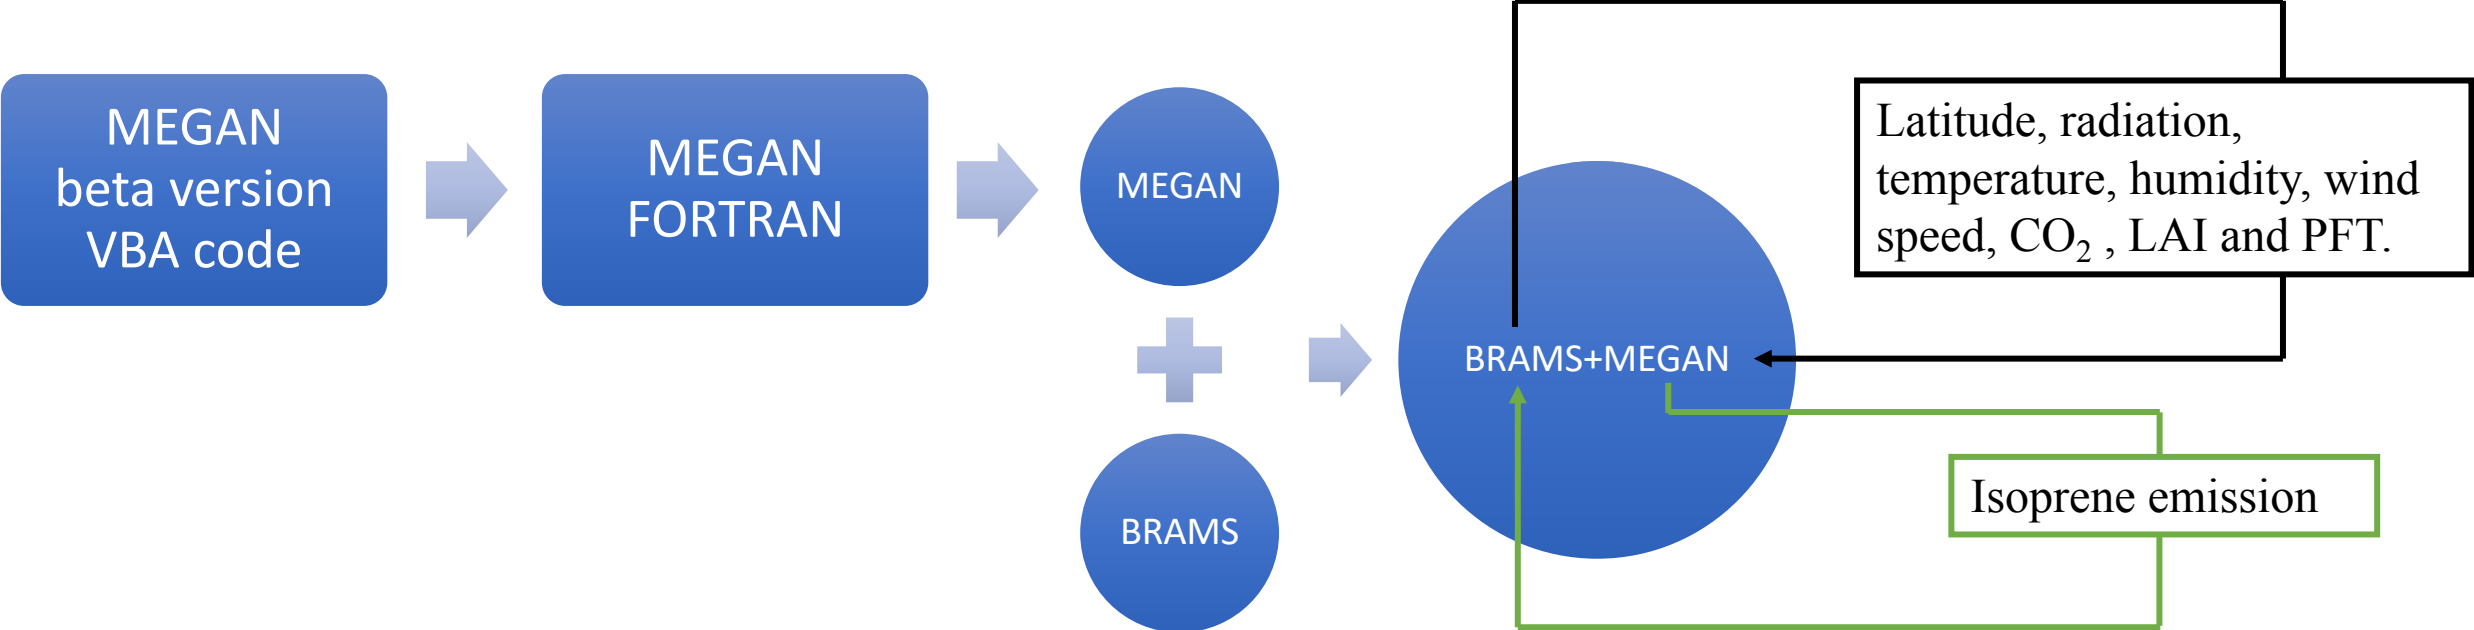 MEGAN
beta version
VBA code
MEGAN
FORTRAN
MEGAN
BRAMS
BRAMS+MEGAN
Latitude, radiation,
temperature, humidity, wind
speed, CO₂ , LAI and PFT.
Isoprene emission